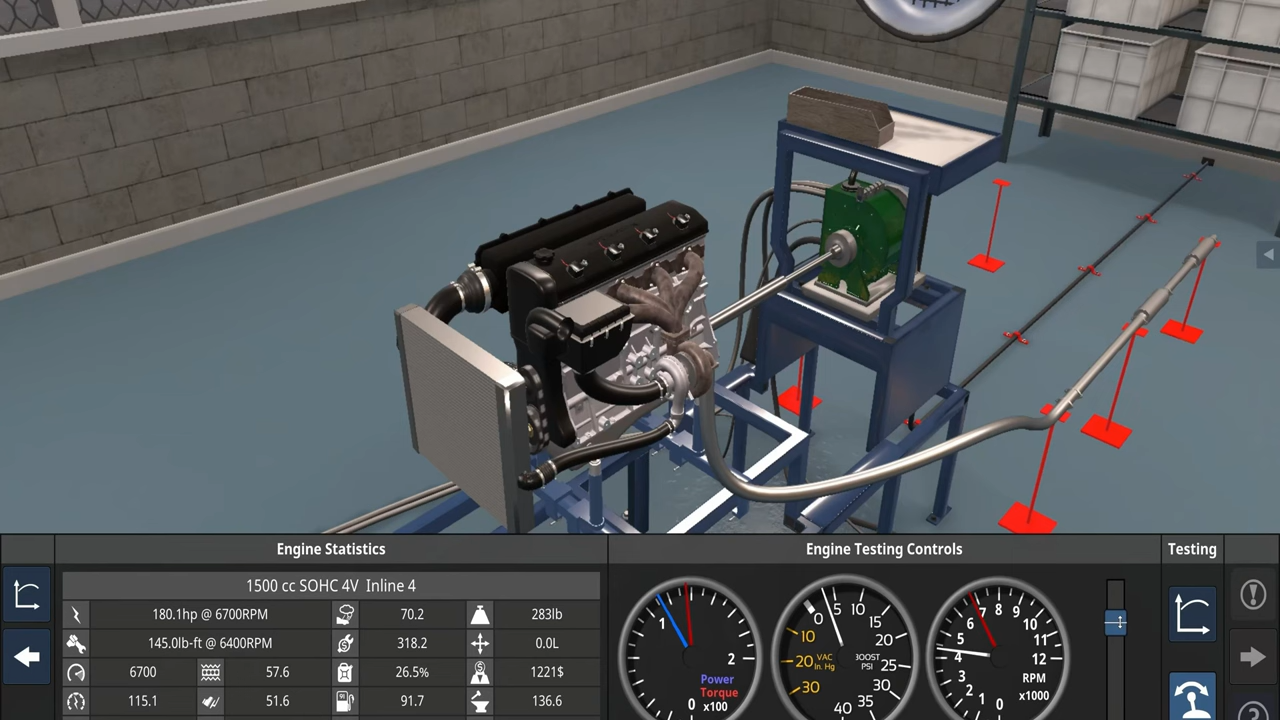 Engine Statistics
1500 cc SOHC 4V Inline 4
180.1hp @ 6700RPM 70.2 283lb
145.0lb-ft @ 6400RPM 318.2 0.0L
6700 57.6 26.5% 1221$
115.1 51.6 91.7 136.6
Engine Testing Controls
1 2 0
Power
Torque
x100
0 5 10 15 20 25 30 35 40
10 20 30
VAC
In. Hg
BOOST
PSI
0 1 2 3 4 5 6 7 8 9 10 11 12
RPM
x1000
Testing